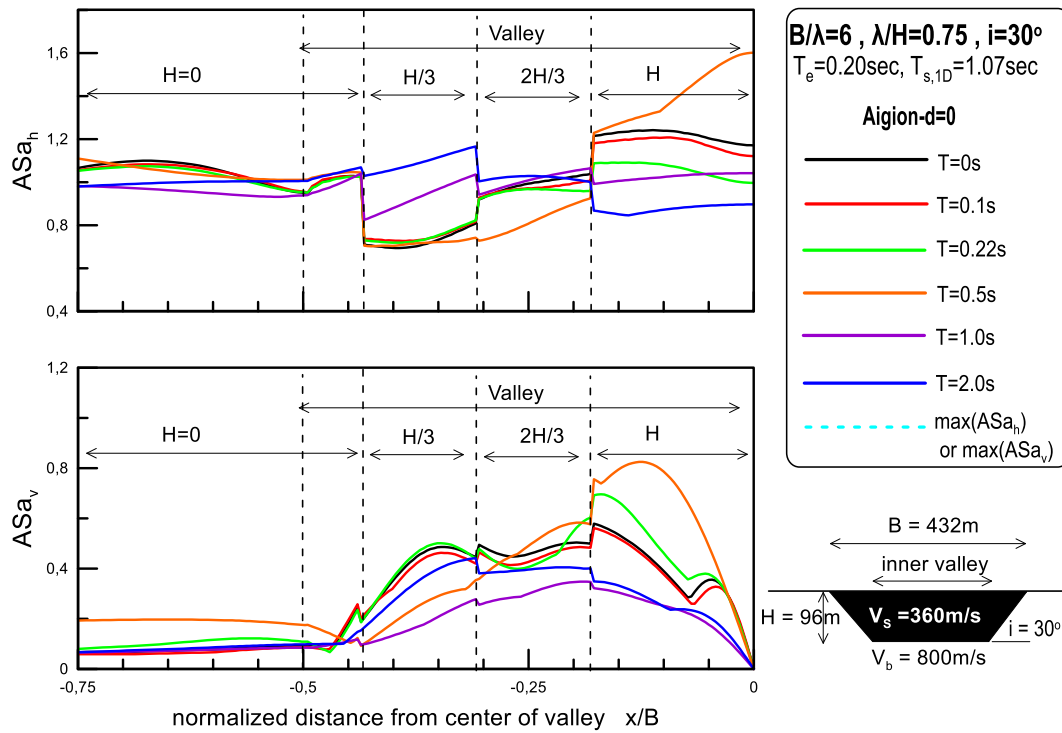 1,6
1,2
0,8
0,4
ASaₕ
Valley
H=0
H/3
2H/3
H
1,2
0,8
0,4
0
ASaᵥ
Valley
H=0
H/3
2H/3
H
-0,75
-0,5
-0,25
0
normalized distance from center of valley x/B
B/λ=6 , λ/H=0.75 , i=30º
Tₑ=0.20sec, Tₛ,₁D=1.07sec
Aigion-d=0
T=0s
T=0.1s
T=0.22s
T=0.5s
T=1.0s
T=2.0s
max(ASaₕ)
or max(ASaᵥ)
B = 432m
inner valley
H = 96m
Vₛ =360m/s
i = 30º
V_b = 800m/s